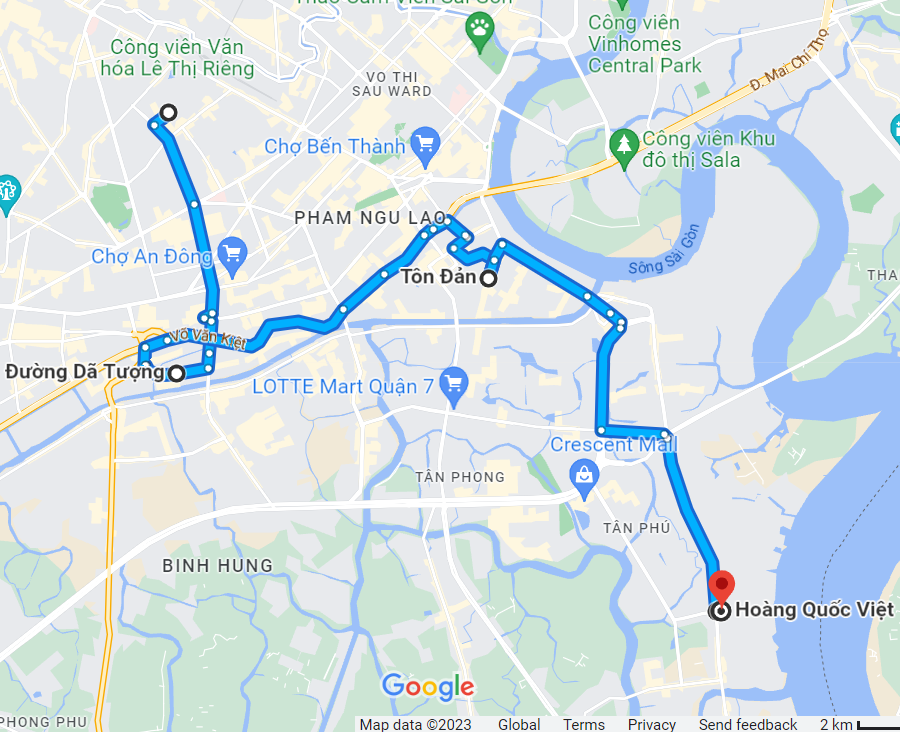 Thảo Cầm Viên Sài Gòn
Công viên Văn
hóa Lê Thị Riêng
Công viên
Vinhomes
Central Park
Đ. Mai Chí Thọ
VO THI
SAU WARD
Chợ Bến Thành
Công viên Khu
đô thị Sala
PHAM NGU LAO
Chợ An Đông
Tôn Đản
Sông Sài Gòn
THA
Võ Văn Kiệt
Đường Dã Tượng
LOTTE Mart Quận 7
Crescent Mall
TÂN PHONG
TÂN PHÚ
BINH HUNG
Hoàng Quốc Việt
Google
PHONG PHU
Map data ©2023 Global Terms Privacy Send feedback 2 km